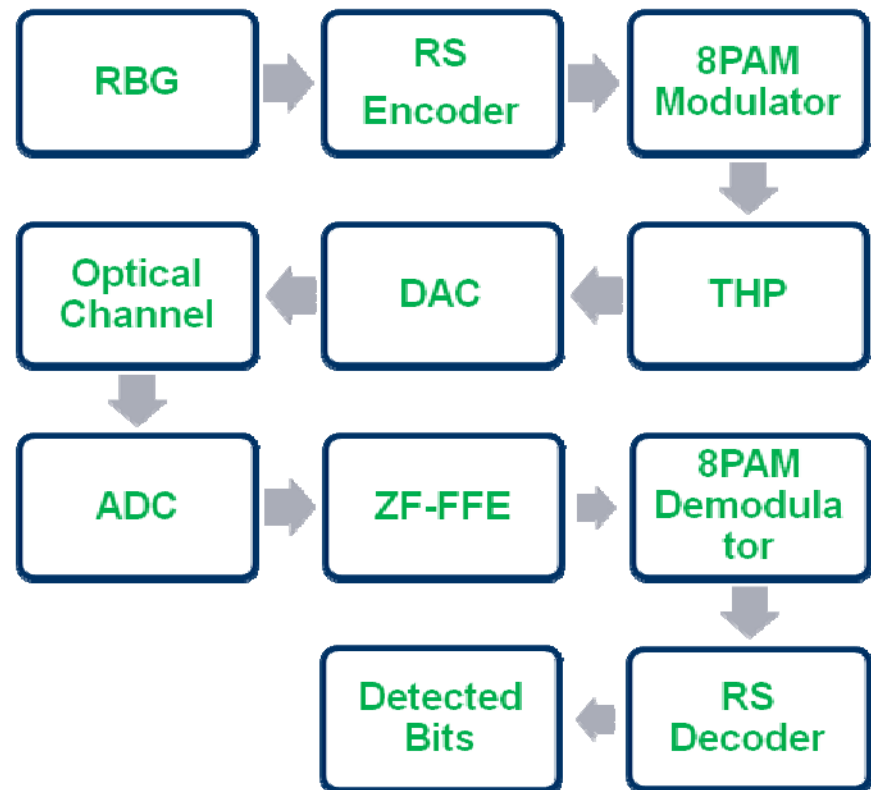 RBG
RS
Encoder
8PAM
Modulator
Optical
Channel
DAC
THP
ADC
ZF-FFE
8PAM
Demodula
tor
Detected
Bits
RS
Decoder